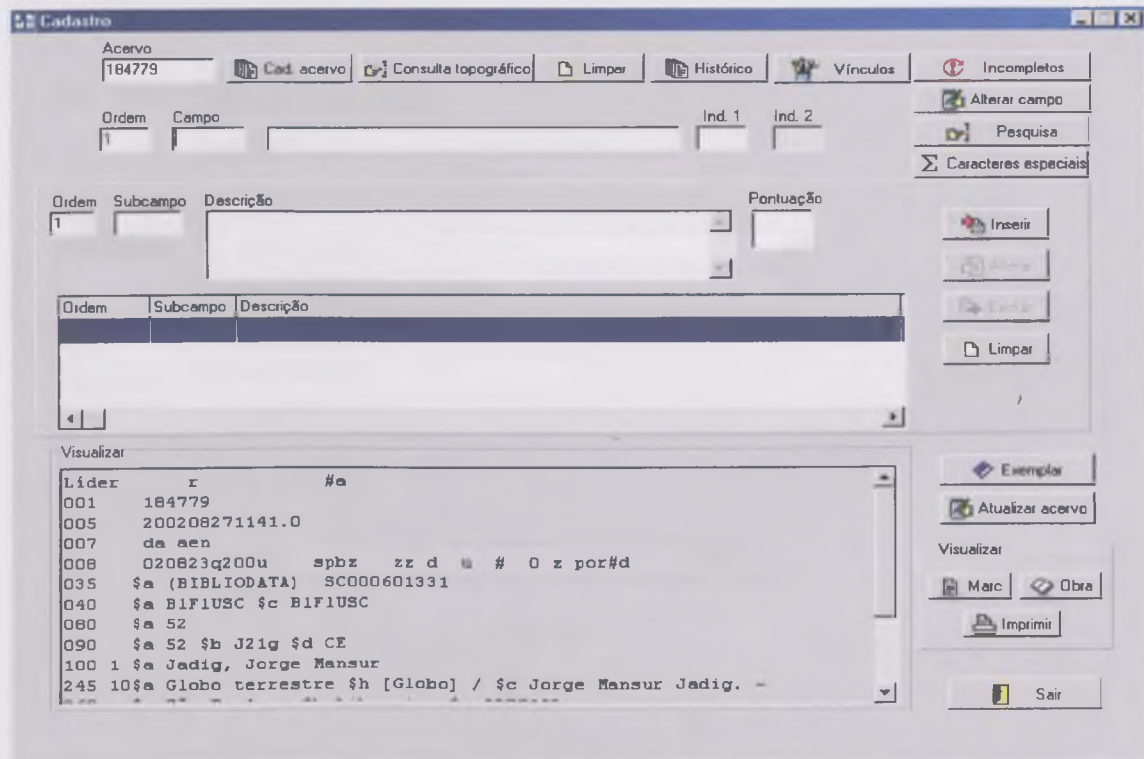 Cadastro
Acervo
184779
Cad. acervo
Consulta topográfico
Limpar
Histórico
Vínculos
Incompletos
Alterar campo
Ordem Campo Ind. 1 Ind. 2
1
Pesquisa
Σ Caracteres especiais
Ordem Subcampo Descrição Pontuação
1
Inserir
Alterar
Excluir
Limpar
Ordem Subcampo Descrição
Visualizar
Líder r #a
001 184779
005 200208271141.0
007 da aen
008 020823q200u spbz zz d u # 0 z por#d
035 $a (BIBLIODATA) SC000601331
040 $a B1F1USC $c B1F1USC
080 $a 52
090 $a 52 $b J21g $d CE
100 1 $a Jadig, Jorge Mansur
245 10$a Globo terrestre $h [Globo] / $c Jorge Mansur Jadig. -
Exemplar
Atualizar acervo
Visualizar
Marc
Obra
Imprimir
Sair